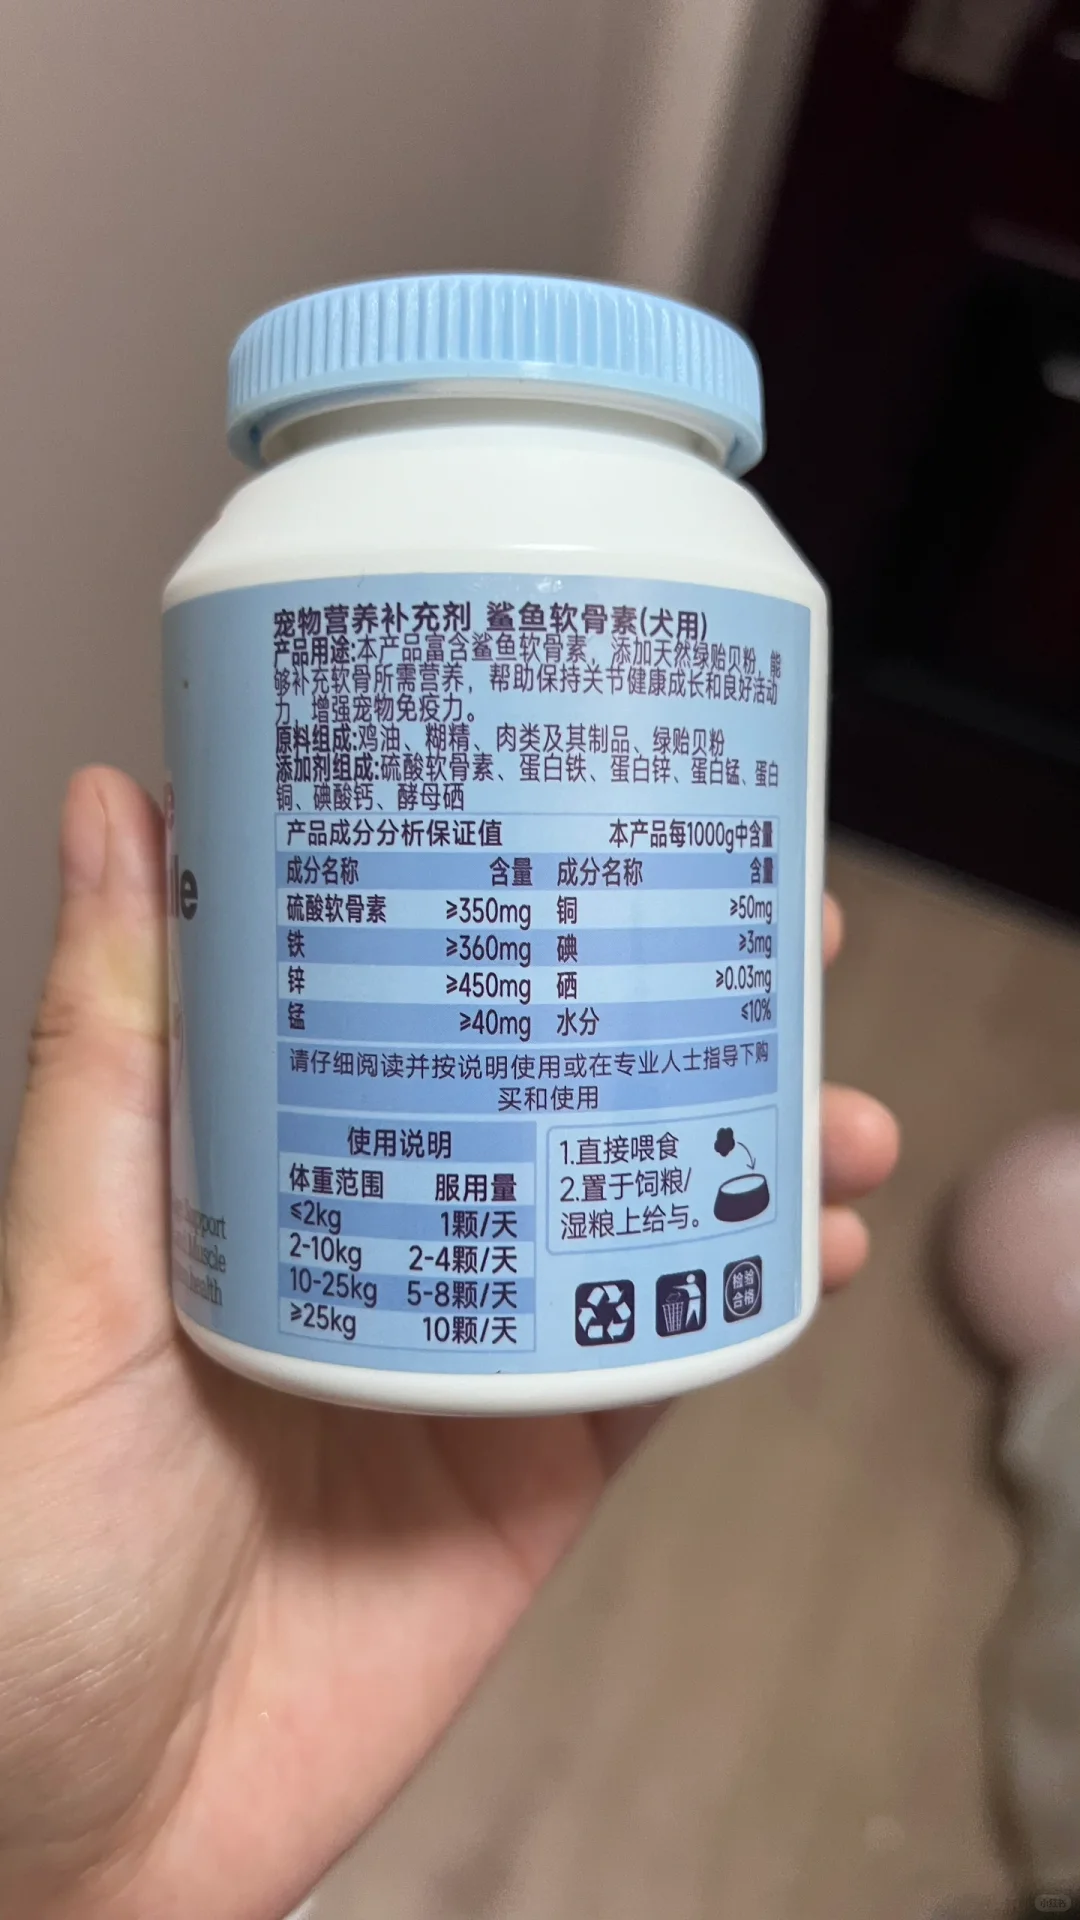 宠物营养补充剂 鲨鱼软骨素(犬用)
产品用途:本产品富含鲨鱼软骨素,添加天然绿贻贝粉,能
够补充软骨所需营养,帮助保持关节健康成长和良好活动
力,增强宠物免疫力。
原料组成:鸡油、糊精、肉类及其制品、绿贻贝粉
添加剂组成:硫酸软骨素、蛋白铁、蛋白锌、蛋白锰、蛋白
铜、碘酸钙、酵母硒
产品成分分析保证值 本产品每1000g中含量
成分名称 含量 成分名称 含量
硫酸软骨素 ≥350mg 铜 ≥50mg
铁 ≥360mg 碘 ≥3mg
锌 ≥450mg 硒 ≥0.03mg
锰 ≥40mg 水分 ≤10%
请仔细阅读并按说明使用或在专业人士指导下购
买和使用
使用说明
体重范围 服用量
≤2kg 1颗/天
2-10kg 2-4颗/天
10-25kg 5-8颗/天
≥25kg 10颗/天
1.直接喂食
2.置于饲粮/
湿粮上给与。
检验
合格
Support
Muscle
health
小红书